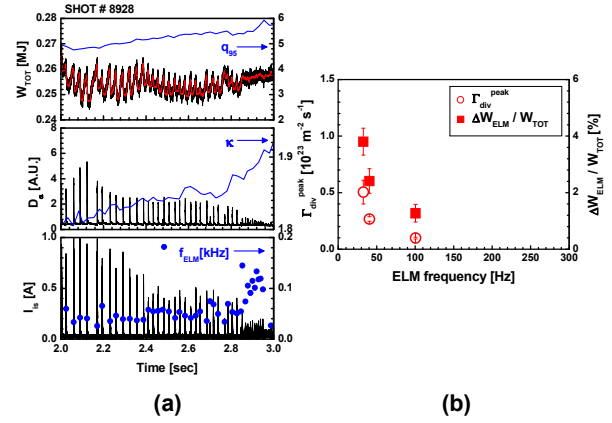 SHOT # 8928
0.28
0.27
0.26
0.25
0.24
W_TOT [MJ]
6
5
4
3
2
q_95
8
6
4
2
0
D_α [A.U.]
κ
1.9
1.8
1.0
0.5
0.0
I_is [A]
f_ELM[kHz]
0.2
0.1
0.0
2.0 2.2 2.4 2.6 2.8 3.0
Time [sec]
(a)
1.5
1.0
0.5
0.0
Γ_div^peak [10^23 m^-2 s^-1]
Γ_div^peak
ΔW_ELM / W_TOT
6
4
2
0
ΔW_ELM / W_TOT [%]
0 50 100 150 200 250 300
ELM frequency [Hz]
(b)